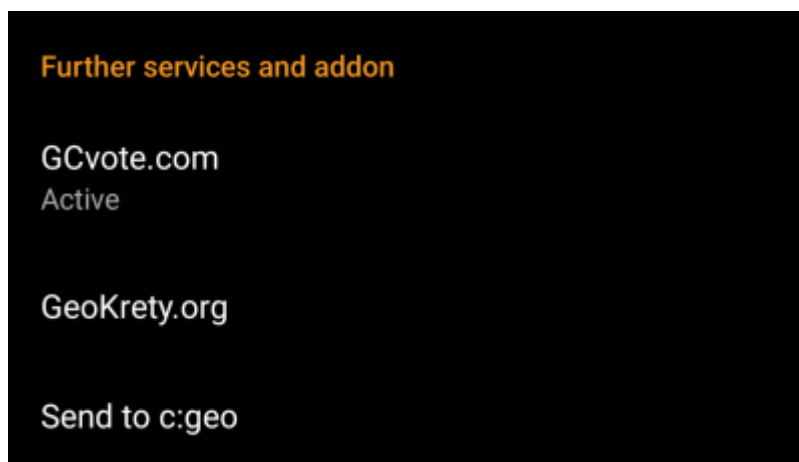 Further services and addon
GCvote.com
Active
GeoKrety.org
Send to c:geo